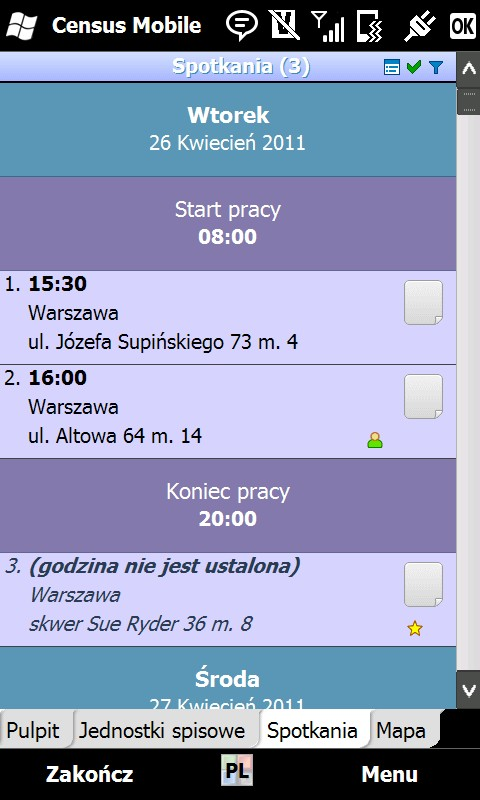 Census Mobile
OK
Spotkania (3)
Wtorek
26 Kwiecień 2011
Start pracy
08:00
1. 15:30
Warszawa
ul. Józefa Supińskiego 73 m. 4
2. 16:00
Warszawa
ul. Altowa 64 m. 14
Koniec pracy
20:00
3. (godzina nie jest ustalona)
Warszawa
skwer Sue Ryder 36 m. 8
Środa
27 Kwiecień 2011
Pulpit Jednostki spisowe Spotkania Mapa
Zakończ PL Menu